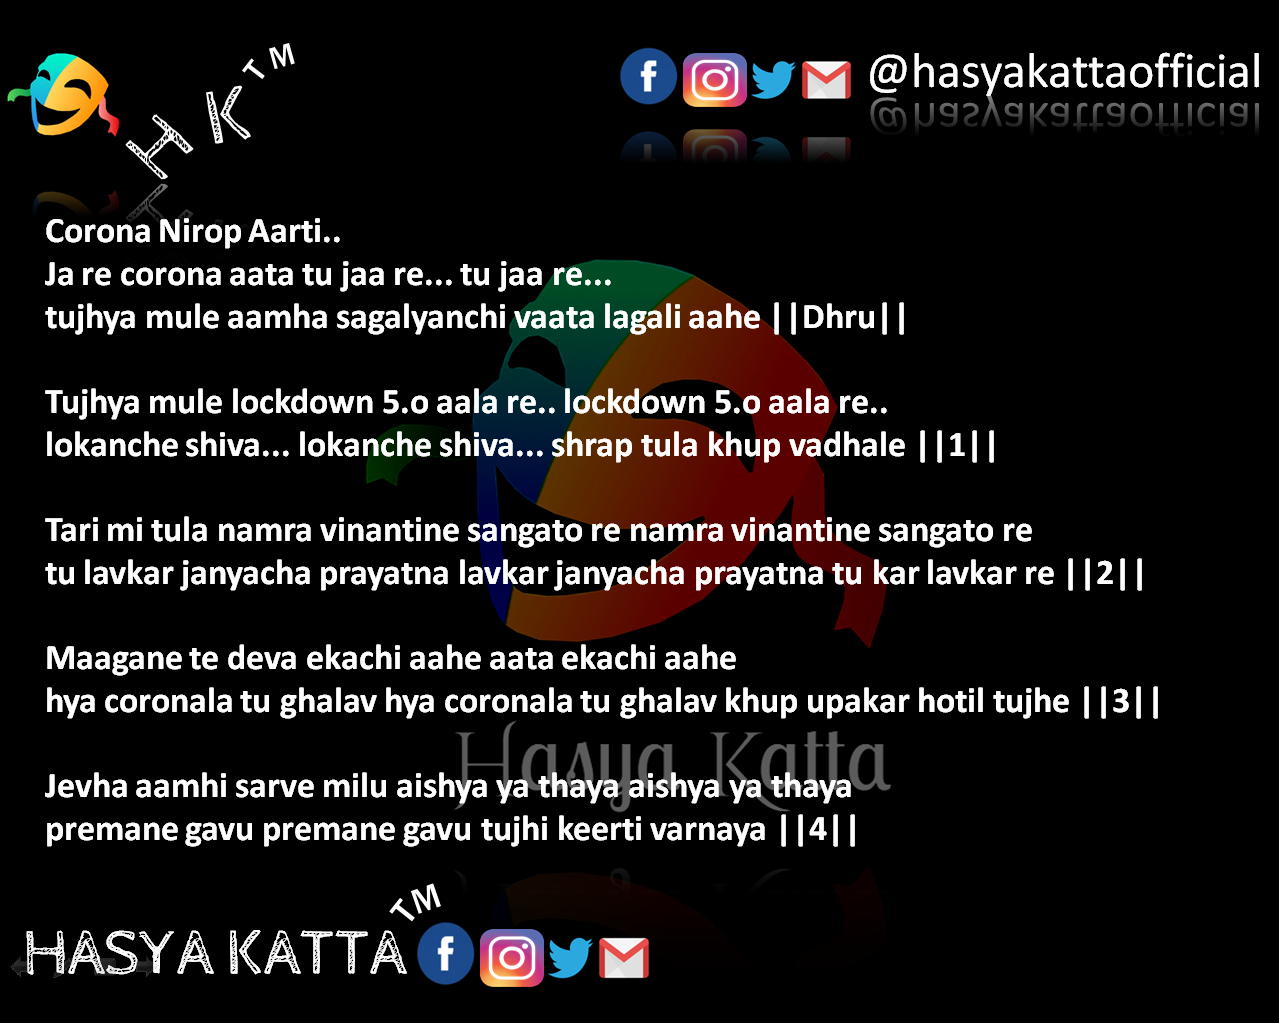 HK™
@hasyakattaofficial
Corona Nirop Aarti..
Ja re corona aata tu jaa re... tu jaa re...
tujhya mule aamha sagalyanchi vaata lagali aahe ||Dhru||
Tujhya mule lockdown 5.o aala re.. lockdown 5.o aala re..
lokanche shiva... lokanche shiva... shrap tula khup vadhale ||1||
Tari mi tula namra vinantine sangato re namra vinantine sangato re
tu lavkar janyacha prayatna lavkar janyacha prayatna tu kar lavkar re ||2||
Maagane te deva ekachi aahe aata ekachi aahe
hya coronala tu ghalav hya coronala tu ghalav khup upakar hotil tujhe ||3||
Hasya Katta
Jevha aamhi sarve milu aishya ya thaya aishya ya thaya
premane gavu premane gavu tujhi keerti varnaya ||4||
HASYA KATTA™